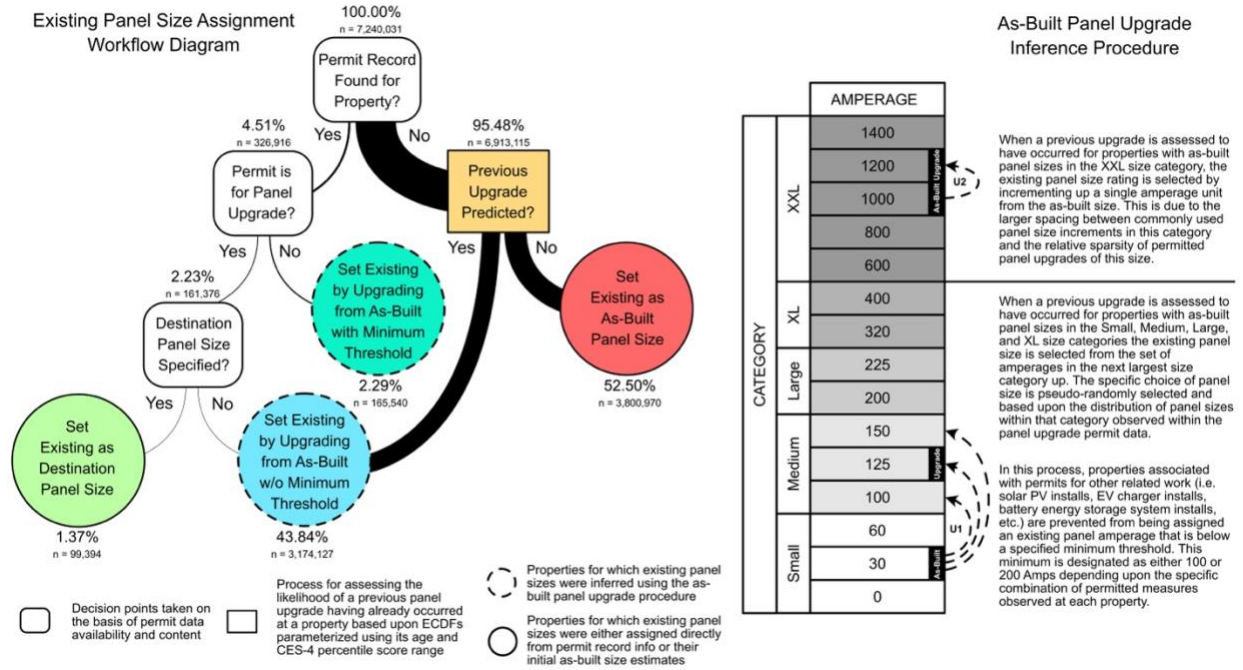 Existing Panel Size Assignment
Workflow Diagram
100.00%
n = 7,240,031
Permit Record
Found for
Property?
Yes
No
4.51%
n = 326,916
Permit is
for Panel
Upgrade?
95.48%
n = 6,913,115
Previous
Upgrade
Predicted?
Yes
No
Yes
No
2.23%
n = 161,376
Destination
Panel Size
Specified?
Yes
No
Set Existing
by Upgrading
from As-Built
with Minimum
Threshold
2.29%
n = 165,540
Set
Existing as
As-Built
Panel Size
52.50%
n = 3,800,970
Set
Existing as
Destination
Panel Size
1.37%
n = 99,394
Set Existing
by Upgrading
from As-Built
w/o Minimum
Threshold
43.84%
n = 3,174,127
Decision points taken on
the basis of permit data
availability and content
Process for assessing the
likelihood of a previous panel
upgrade having already occurred
at a property based upon ECDFs
parameterized using its age and
CES-4 percentile score range
Properties for which existing panel
sizes were inferred using the as-
built panel upgrade procedure
Properties for which existing panel
sizes were either assigned directly
from permit record info or their
initial as-built size estimates
As-Built Panel Upgrade
Inference Procedure
AMPERAGE
CATEGORY
XXL
1400
1200
1000
800
600
As-Built Upgrade
U2
XL
400
320
Large
225
200
Medium
150
125
100
Upgrade
Small
60
30
0
As-Built
U1
When a previous upgrade is assessed to
have occurred for properties with as-built
panel sizes in the XXL size category, the
existing panel size rating is selected by
incrementing up a single amperage unit
from the as-built size. This is due to the
larger spacing between commonly used
panel size increments in this category
and the relative sparsity of permitted
panel upgrades of this size.
When a previous upgrade is assessed to
have occurred for properties with as-built
panel sizes in the Small, Medium, Large,
and XL size categories the existing panel
size is selected from the set of
amperages in the next largest size
category up. The specific choice of panel
size is pseudo-randomly selected and
based upon the distribution of panel sizes
within that category observed within the
panel upgrade permit data.
In this process, properties associated
with permits for other related work (i.e.
solar PV installs, EV charger installs,
battery energy storage system installs,
etc.) are prevented from being assigned
an existing panel amperage that is below
a specified minimum threshold. This
minimum is designated as either 100 or
200 Amps depending upon the specific
combination of permitted measures
observed at each property.